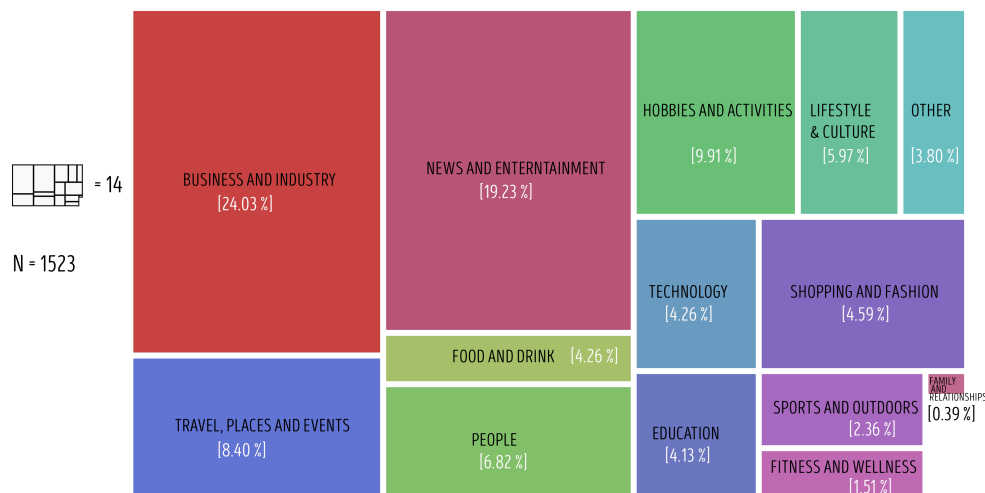 = 14
N = 1523
BUSINESS AND INDUSTRY
[24.03 %]
TRAVEL, PLACES AND EVENTS
[8.40 %]
NEWS AND ENTERNTAINMENT
[19.23 %]
FOOD AND DRINK [4.26 %]
PEOPLE
[6.82 %]
HOBBIES AND ACTIVITIES
[9.91 %]
LIFESTYLE
& CULTURE
[5.97 %]
OTHER
[3.80 %]
TECHNOLOGY
[4.26 %]
SHOPPING AND FASHION
[4.59 %]
EDUCATION
[4.13 %]
SPORTS AND OUTDOORS
[2.36 %]
FAMILY
AND
RELATIONSHIPS
[0.39 %]
FITNESS AND WELLNESS
[1.51 %]